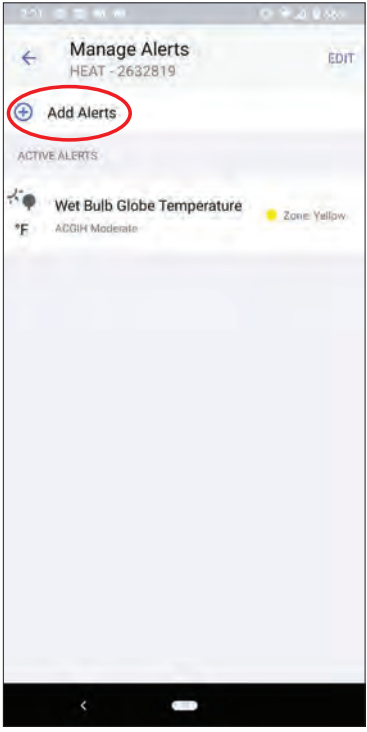 Manage Alerts
HEAT - 2632819
EDIT
Add Alerts
ACTIVE ALERTS
Wet Bulb Globe Temperature
°F
ACGIH Moderate
Zone: Yellow